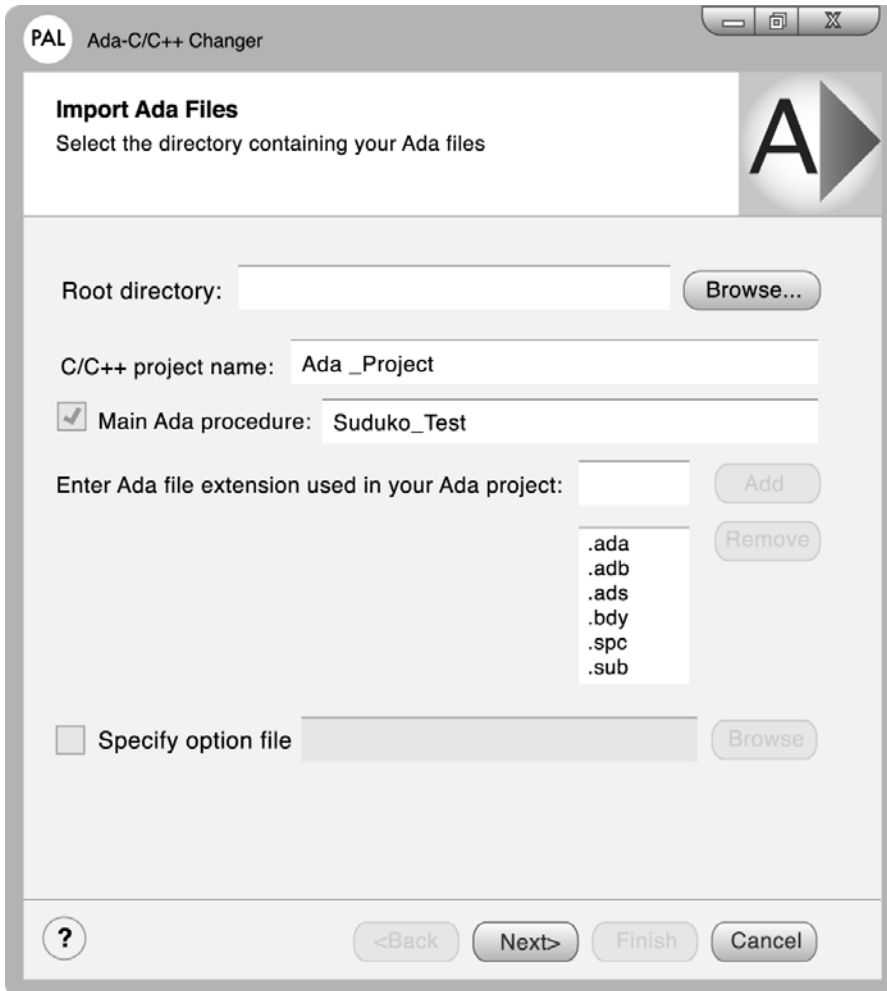 PAL Ada-C/C++ Changer
X
Import Ada Files
Select the directory containing your Ada files
A
Root directory: Browse...
C/C++ project name: Ada _Project
Main Ada procedure: Suduko_Test
Enter Ada file extension used in your Ada project: Add
Remove
.ada
.adb
.ads
.bdy
.spc
.sub
Specify option file Browse
? <Back Next> Finish Cancel